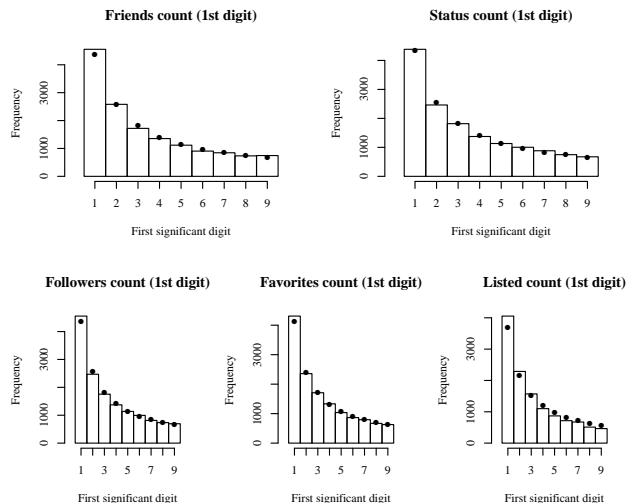 Friends count (1st digit)
Status count (1st digit)
Frequency
0 1000 3000
1 2 3 4 5 6 7 8 9
First significant digit
Frequency
0 1000 3000
1 2 3 4 5 6 7 8 9
First significant digit
Followers count (1st digit)
Favorites count (1st digit)
Listed count (1st digit)
Frequency
0 1000 3000
1 3 5 7 9
First significant digit
Frequency
0 1000 3000
1 3 5 7 9
First significant digit
Frequency
0 1000 3000
1 3 5 7 9
First significant digit